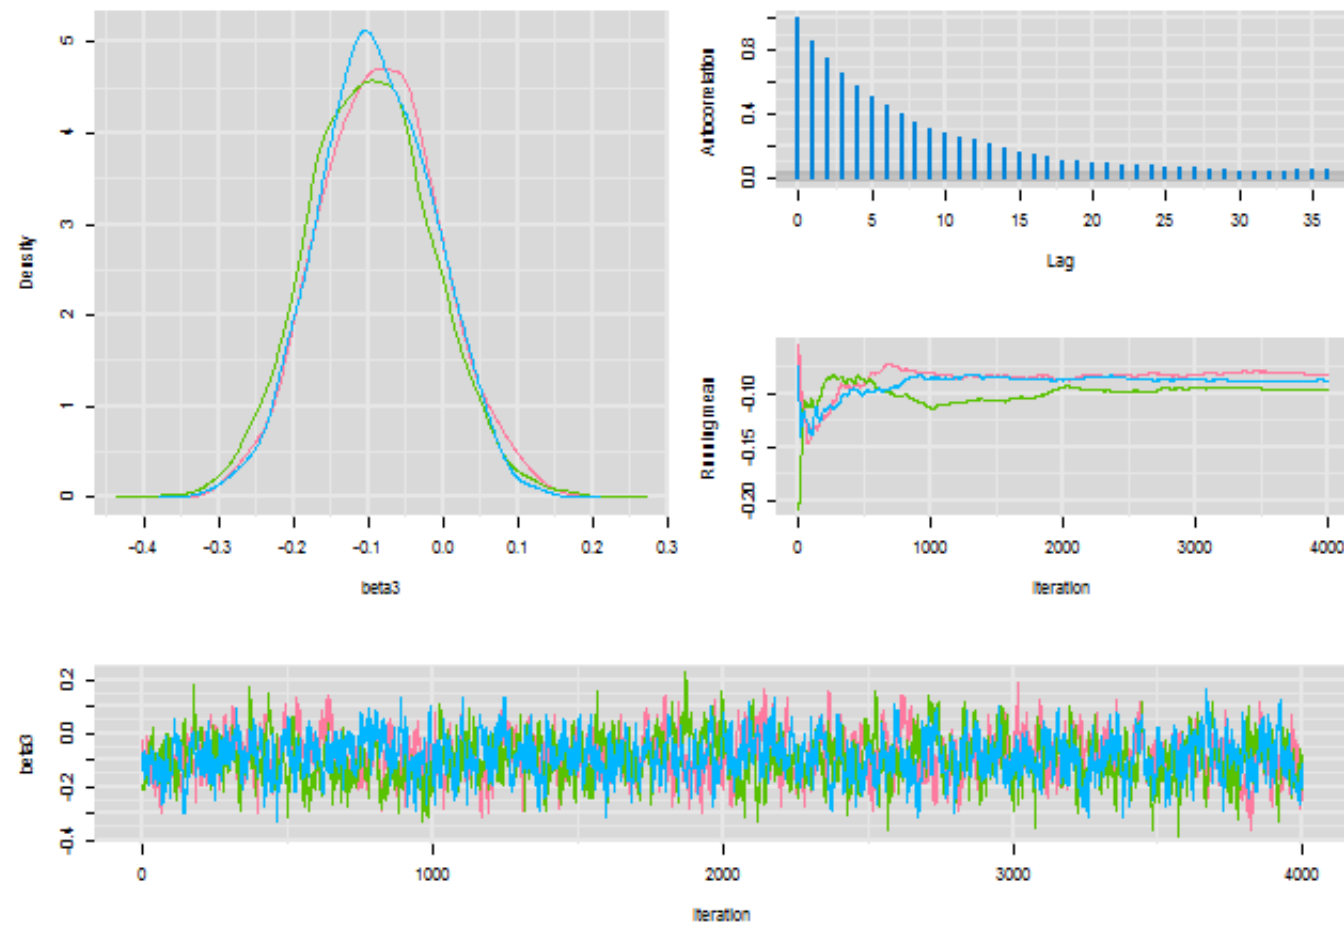 Density
5
4
3
2
1
0
-0.4 -0.3 -0.2 -0.1 0.0 0.1 0.2 0.3
beta3
Autocorrelation
0.8
0.4
0.0
0 5 10 15 20 25 30 35
Lag
Running mean
-0.10
-0.15
-0.20
0 1000 2000 3000 4000
Iteration
beta3
0.2
0.0
-0.2
-0.4
0 1000 2000 3000 4000
Iteration